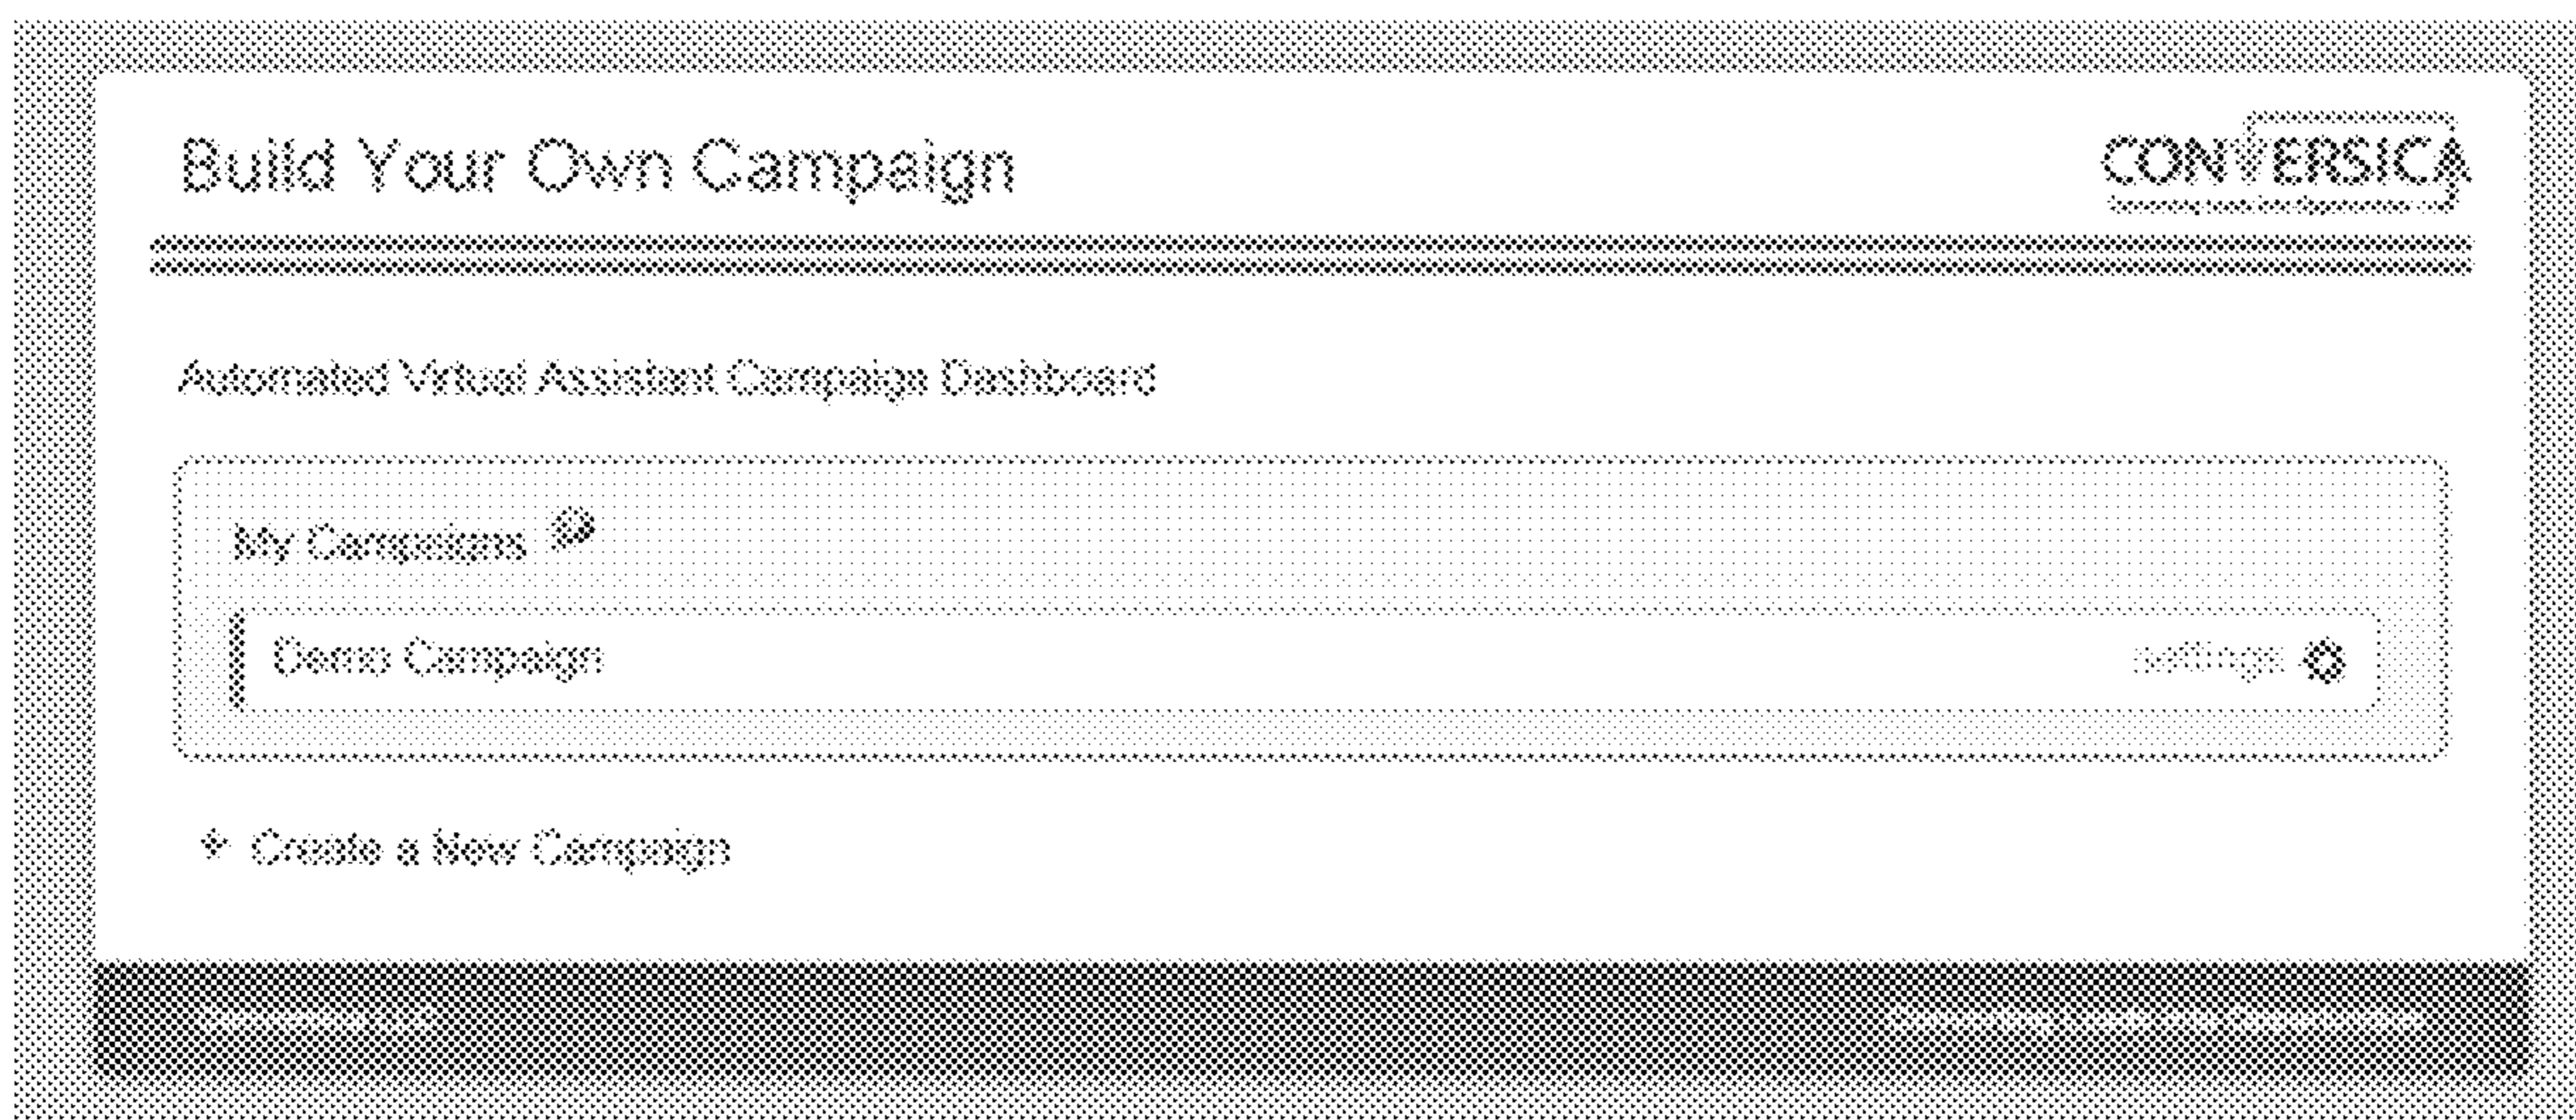 Build Your Own Campaign
CONVERSICA
Automated Virtual Assistant Campaign Dashboard
My Campaigns
Demo Campaign
settings
+ Create a New Campaign